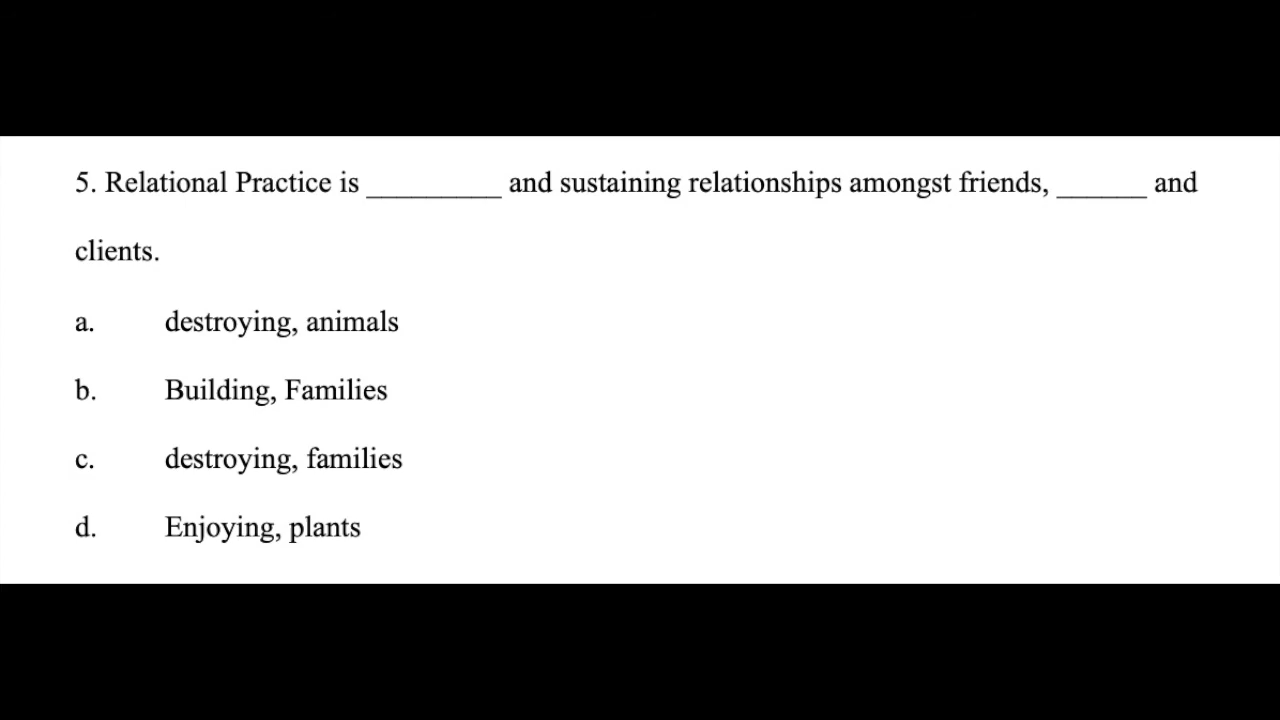 5. Relational Practice is _________ and sustaining relationships amongst friends, ______ and
clients.
a. destroying, animals
b. Building, Families
c. destroying, families
d. Enjoying, plants